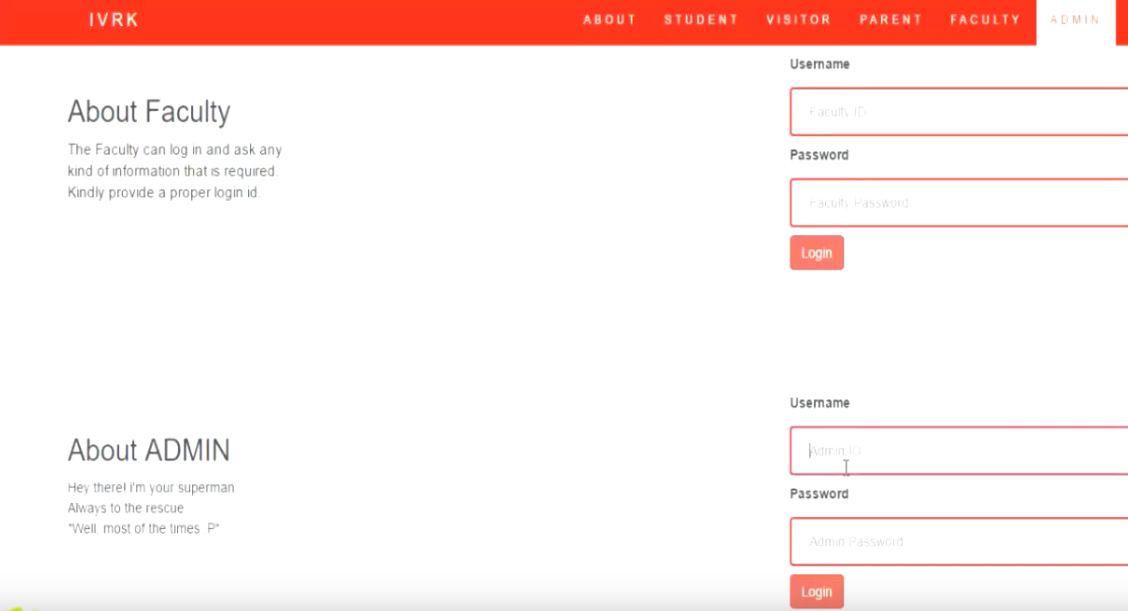 IVRK
ABOUT STUDENT VISITOR PARENT FACULTY ADMIN
Username
About Faculty
Faculty ID
The Faculty can log in and ask any
kind of information that is required.
Kindly provide a proper login id.
Password
Faculty Password
Login
Username
About ADMIN
Admin ID
Hey there! i'm your superman
Always to the rescue
"Well, most of the times :P"
Password
Admin Password
Login